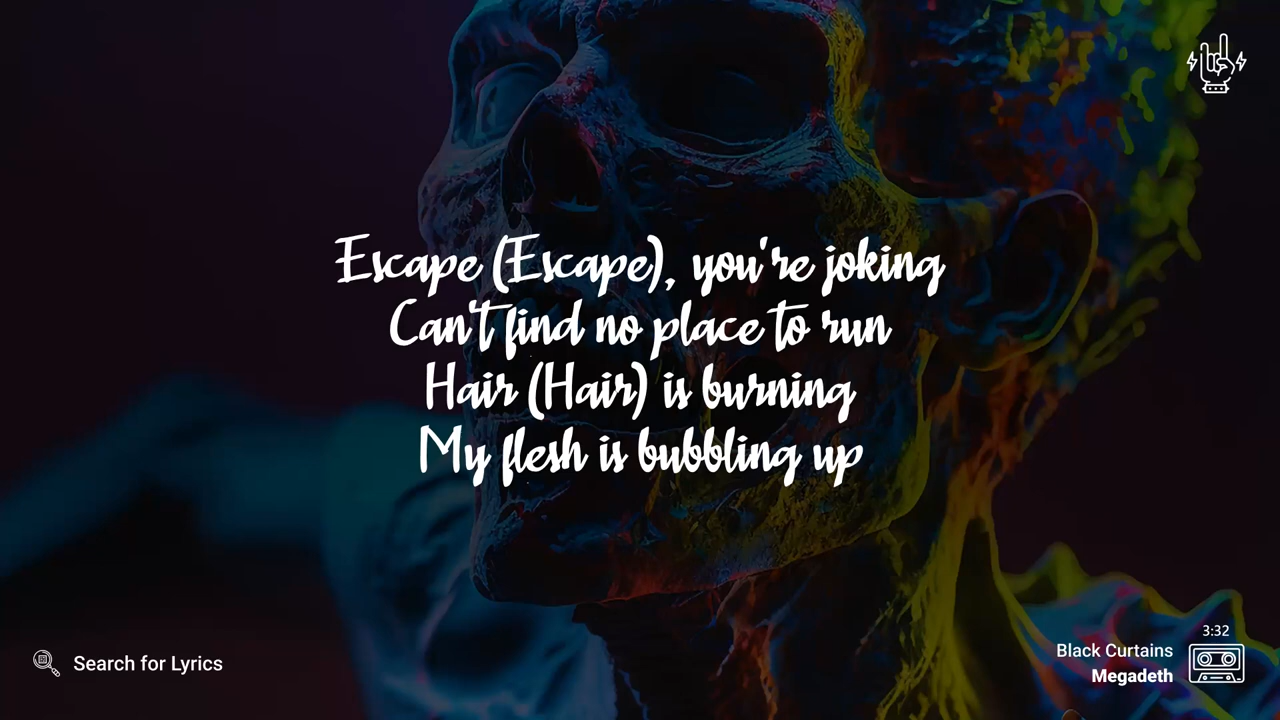 Escape (Escape), you're joking
Can't find no place to run
Hair (Hair) is burning
My flesh is bubbling up
Search for Lyrics
3:32
Black Curtains
Megadeth